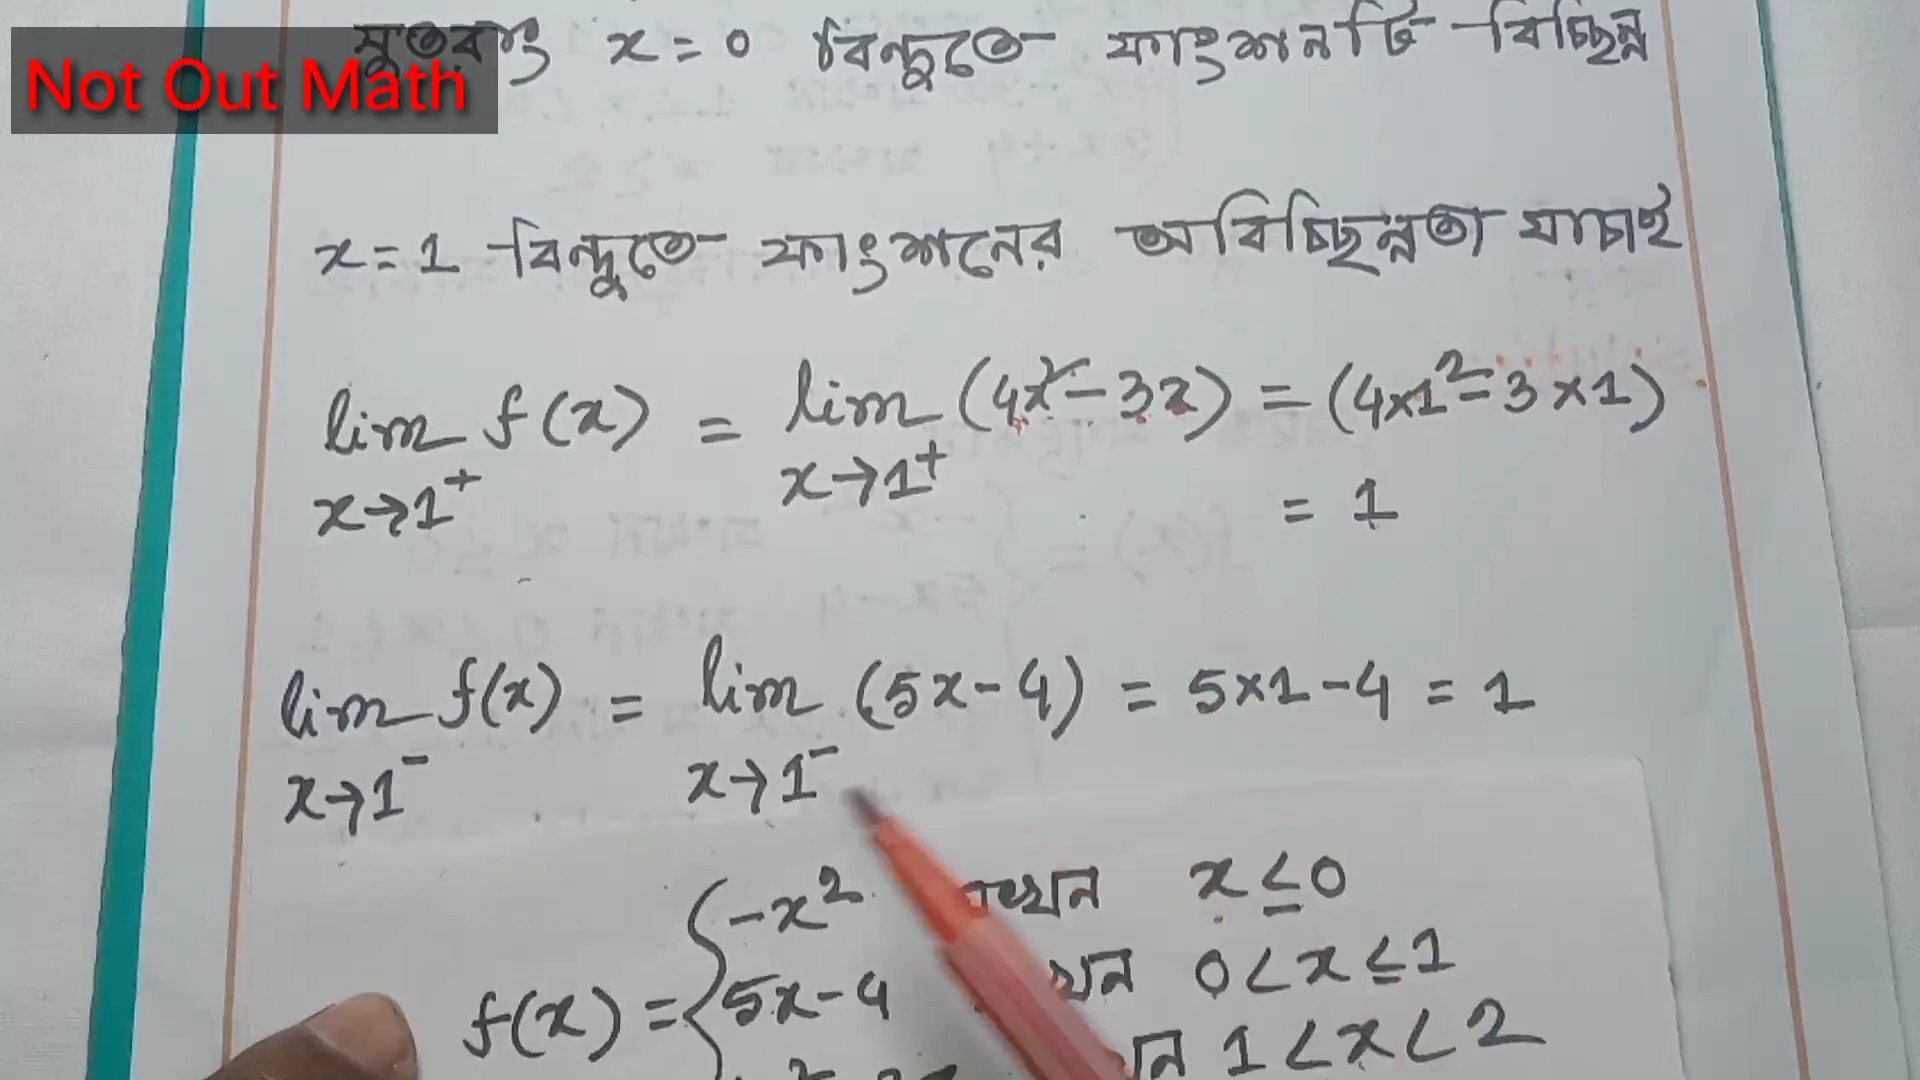 সুতরাং x = 0 বিন্দুতে ফাংশনটি বিচ্ছিন্ন
Not Out Math
x = 1 বিন্দুতে ফাংশনের অবিচ্ছিন্নতা যাচাই
lim f(x) = lim (4x² - 3x) = (4×1² - 3×1)
x→1⁺ x→1⁺ = 1
lim f(x) = lim (5x - 4) = 5×1 - 4 = 1
x→1⁻ x→1⁻
-x² যখন x ≤ 0
f(x) = { 5x - 4 যখন 0 < x ≤ 1
1 < x < 2